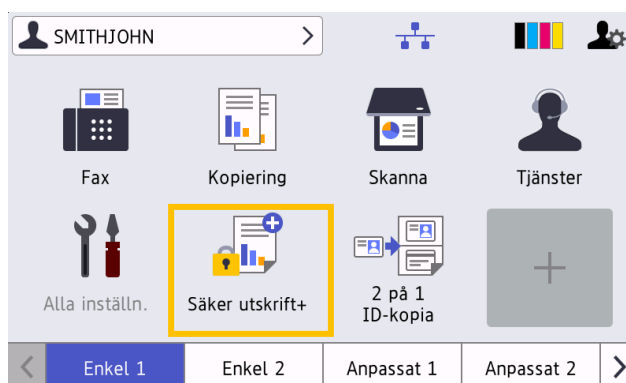 SMITHJOHN
Fax
Kopiering
Skanna
Tjänster
Alla inställn.
Säker utskrift+
2 på 1
ID-kopia
Enkel 1
Enkel 2
Anpassat 1
Anpassat 2